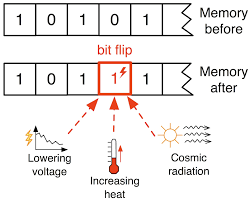 1 0 1 0 1 Memory
before
bit flip
1 0 1 1 1 Memory
after
Lowering
voltage
Increasing
heat
Cosmic
radiation